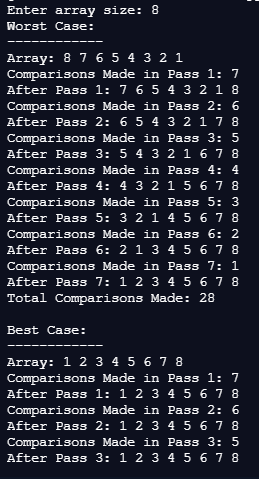 Enter array size: 8
Worst Case:
------------
Array: 8 7 6 5 4 3 2 1
Comparisons Made in Pass 1: 7
After Pass 1: 7 6 5 4 3 2 1 8
Comparisons Made in Pass 2: 6
After Pass 2: 6 5 4 3 2 1 7 8
Comparisons Made in Pass 3: 5
After Pass 3: 5 4 3 2 1 6 7 8
Comparisons Made in Pass 4: 4
After Pass 4: 4 3 2 1 5 6 7 8
Comparisons Made in Pass 5: 3
After Pass 5: 3 2 1 4 5 6 7 8
Comparisons Made in Pass 6: 2
After Pass 6: 2 1 3 4 5 6 7 8
Comparisons Made in Pass 7: 1
After Pass 7: 1 2 3 4 5 6 7 8
Total Comparisons Made: 28
Best Case:
------------
Array: 1 2 3 4 5 6 7 8
Comparisons Made in Pass 1: 7
After Pass 1: 1 2 3 4 5 6 7 8
Comparisons Made in Pass 2: 6
After Pass 2: 1 2 3 4 5 6 7 8
Comparisons Made in Pass 3: 5
After Pass 3: 1 2 3 4 5 6 7 8